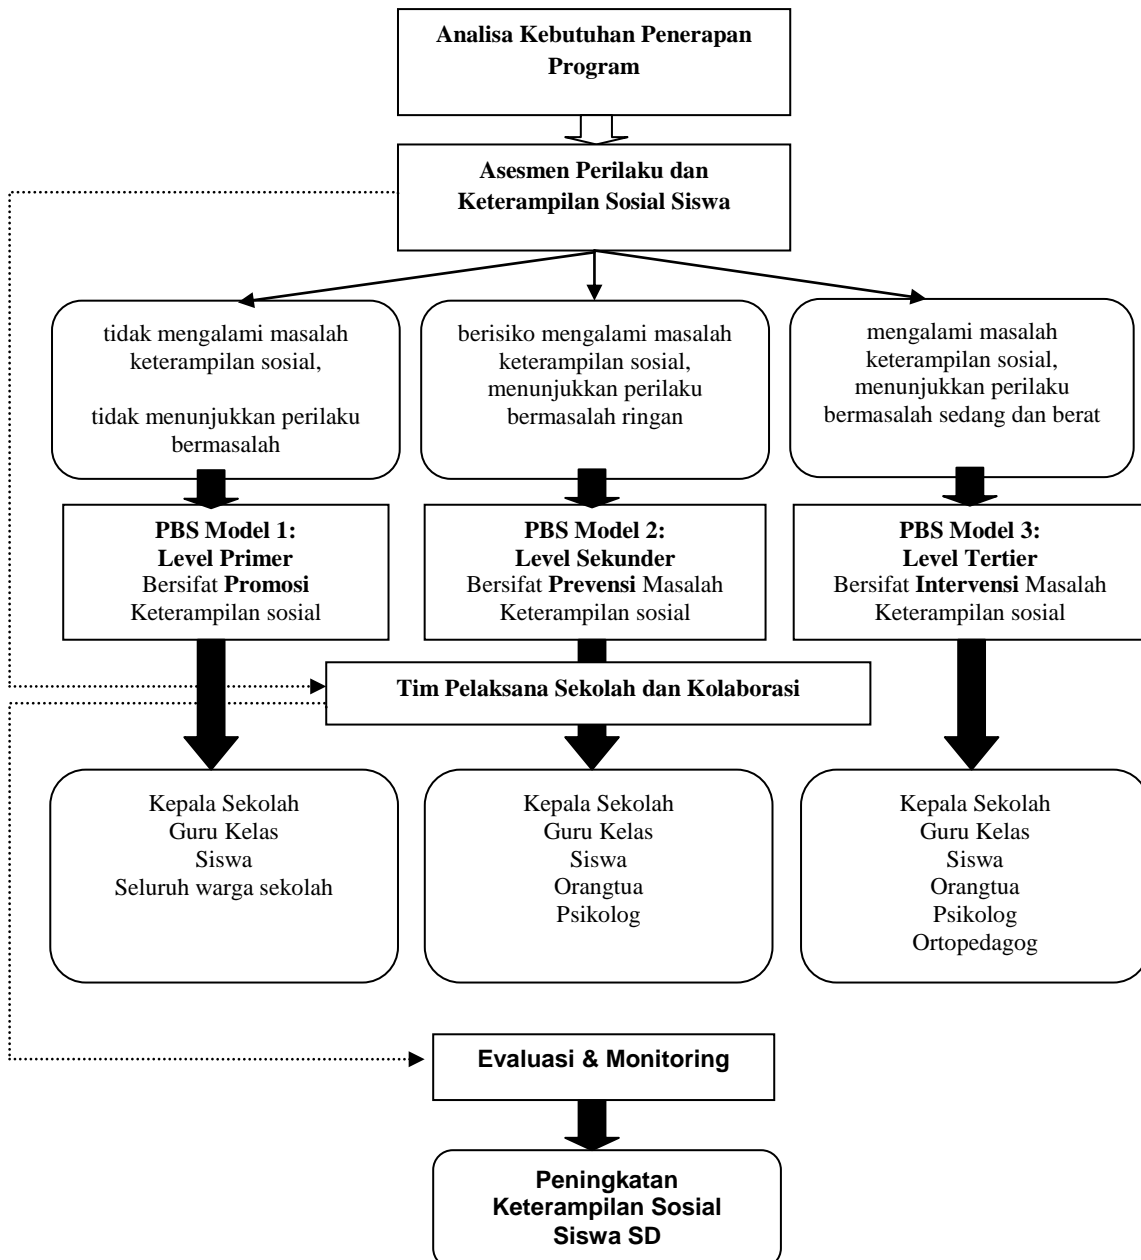 Analisa Kebutuhan Penerapan
Program
Asesmen Perilaku dan
Keterampilan Sosial Siswa
tidak mengalami masalah
keterampilan sosial,
tidak menunjukkan perilaku
bermasalah
berisiko mengalami masalah
keterampilan sosial,
menunjukkan perilaku
bermasalah ringan
mengalami masalah
keterampilan sosial,
menunjukkan perilaku
bermasalah sedang dan berat
PBS Model 1:
Level Primer
Bersifat Promosi
Keterampilan sosial
PBS Model 2:
Level Sekunder
Bersifat Prevensi Masalah
Keterampilan sosial
PBS Model 3:
Level Tertier
Bersifat Intervensi Masalah
Keterampilan sosial
Tim Pelaksana Sekolah dan Kolaborasi
Kepala Sekolah
Guru Kelas
Siswa
Seluruh warga sekolah
Kepala Sekolah
Guru Kelas
Siswa
Orangtua
Psikolog
Kepala Sekolah
Guru Kelas
Siswa
Orangtua
Psikolog
Ortopedagog
Evaluasi & Monitoring
Peningkatan
Keterampilan Sosial
Siswa SD